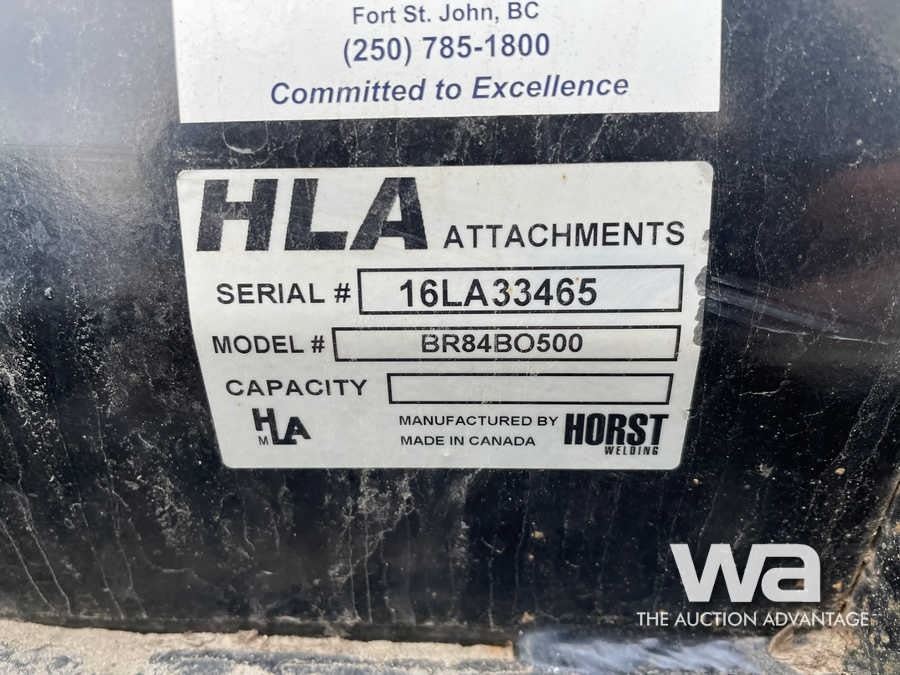 Fort St. John, BC
(250) 785-1800
Committed to Excellence
HLA ATTACHMENTS
SERIAL # 16LA33465
MODEL # BR84BO500
CAPACITY
HLA
M
MANUFACTURED BY
MADE IN CANADA
HORST
WELDING
wa
THE AUCTION ADVANTAGE